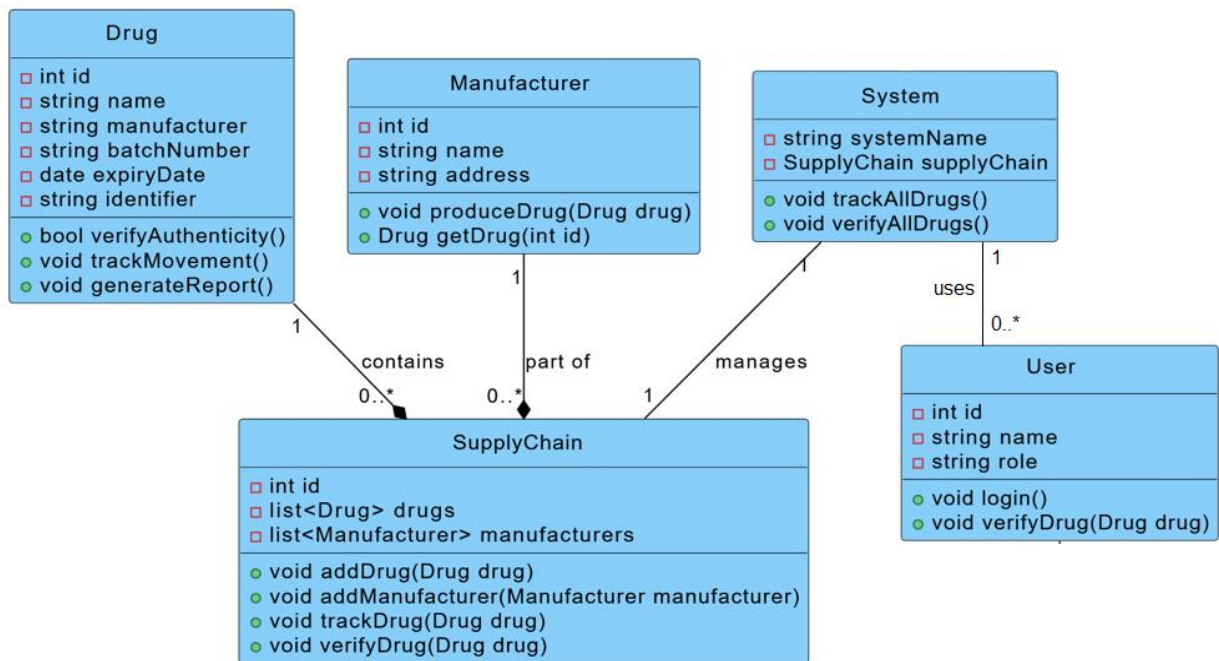 Drug
int id
string name
string manufacturer
string batchNumber
date expiryDate
string identifier
bool verifyAuthenticity()
void trackMovement()
void generateReport()
Manufacturer
int id
string name
string address
void produceDrug(Drug drug)
Drug getDrug(int id)
System
string systemName
SupplyChain supplyChain
void trackAllDrugs()
void verifyAllDrugs()
1
contains
0..*
1
part of
0..*
1
manages
1
1
uses
0..*
SupplyChain
int id
list<Drug> drugs
list<Manufacturer> manufacturers
void addDrug(Drug drug)
void addManufacturer(Manufacturer manufacturer)
void trackDrug(Drug drug)
void verifyDrug(Drug drug)
User
int id
string name
string role
void login()
void verifyDrug(Drug drug)